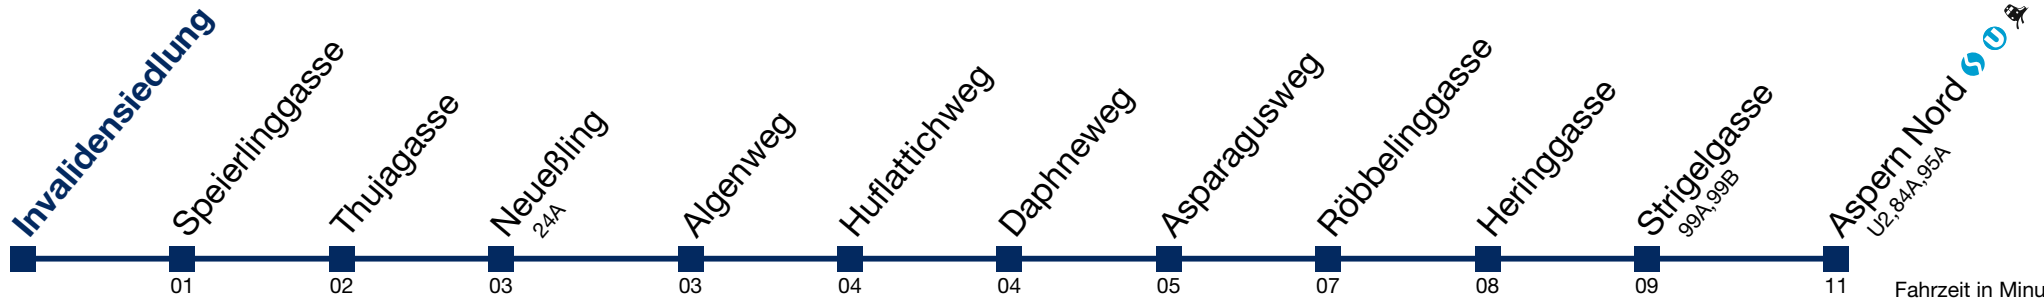 Invalidensiedlung
Speierlinggasse
Thujagasse
Neueßling
24A
Algenweg
Huflattichweg
Daphneweg
Asparagusweg
Röbbelinggasse
Heringgasse
Strigelgasse
99A,99B
Aspern Nord S U
U2,84A,95A
01 02 03 03 04 04 05 07 08 09 11
Fahrzeit in Minu